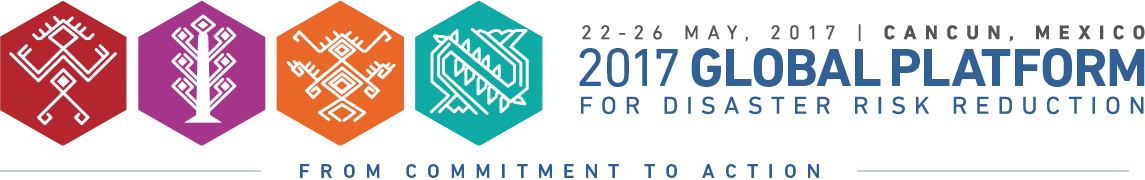 22-26 MAY, 2017 | CANCUN, MEXICO
2017 GLOBAL PLATFORM
FOR DISASTER RISK REDUCTION
FROM COMMITMENT TO ACTION